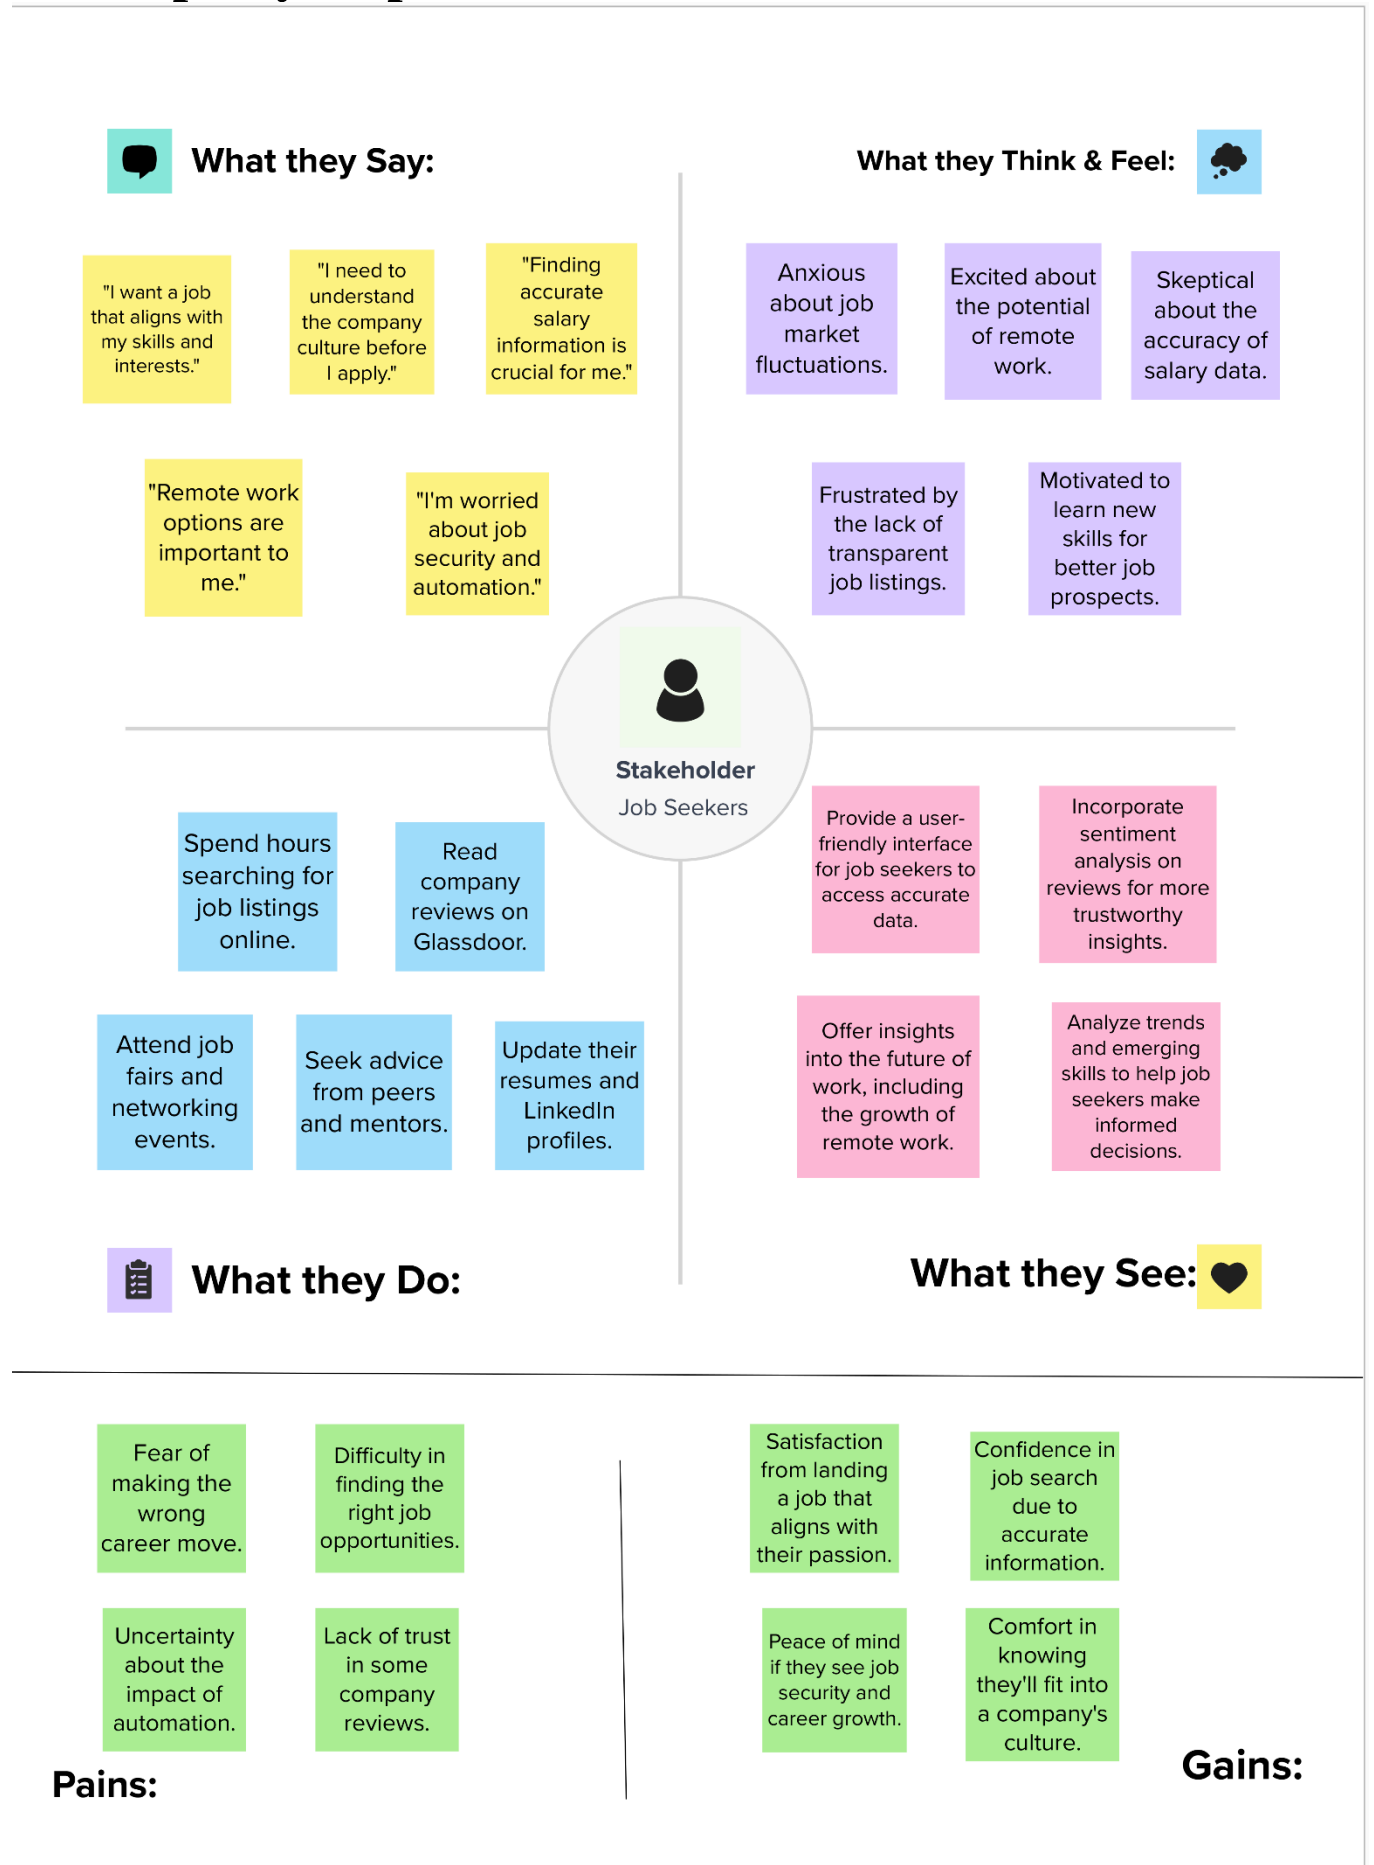 What they Say:
What they Think & Feel:
"I want a job
that aligns with
my skills and
interests."
"I need to
understand
the company
culture before
I apply."
"Finding
accurate
salary
information is
crucial for me."
Anxious
about job
market
fluctuations.
Excited about
the potential
of remote
work.
Skeptical
about the
accuracy of
salary data.
"Remote work
options are
important to
me."
"I'm worried
about job
security and
automation."
Frustrated by
the lack of
transparent
job listings.
Motivated to
learn new
skills for
better job
prospects.
Stakeholder
Job Seekers
Spend hours
searching for
job listings
online.
Read
company
reviews on
Glassdoor.
Provide a user-
friendly interface
for job seekers to
access accurate
data.
Incorporate
sentiment
analysis on
reviews for more
trustworthy
insights.
Attend job
fairs and
networking
events.
Seek advice
from peers
and mentors.
Update their
resumes and
LinkedIn
profiles.
Offer insights
into the future of
work, including
the growth of
remote work.
Analyze trends
and emerging
skills to help job
seekers make
informed
decisions.
What they Do:
What they See:
Fear of
making the
wrong
career move.
Difficulty in
finding the
right job
opportunities.
Satisfaction
from landing
a job that
aligns with
their passion.
Confidence in
job search
due to
accurate
information.
Uncertainty
about the
impact of
automation.
Lack of trust
in some
company
reviews.
Peace of mind
if they see job
security and
career growth.
Comfort in
knowing
they'll fit into
a company's
culture.
Pains:
Gains: